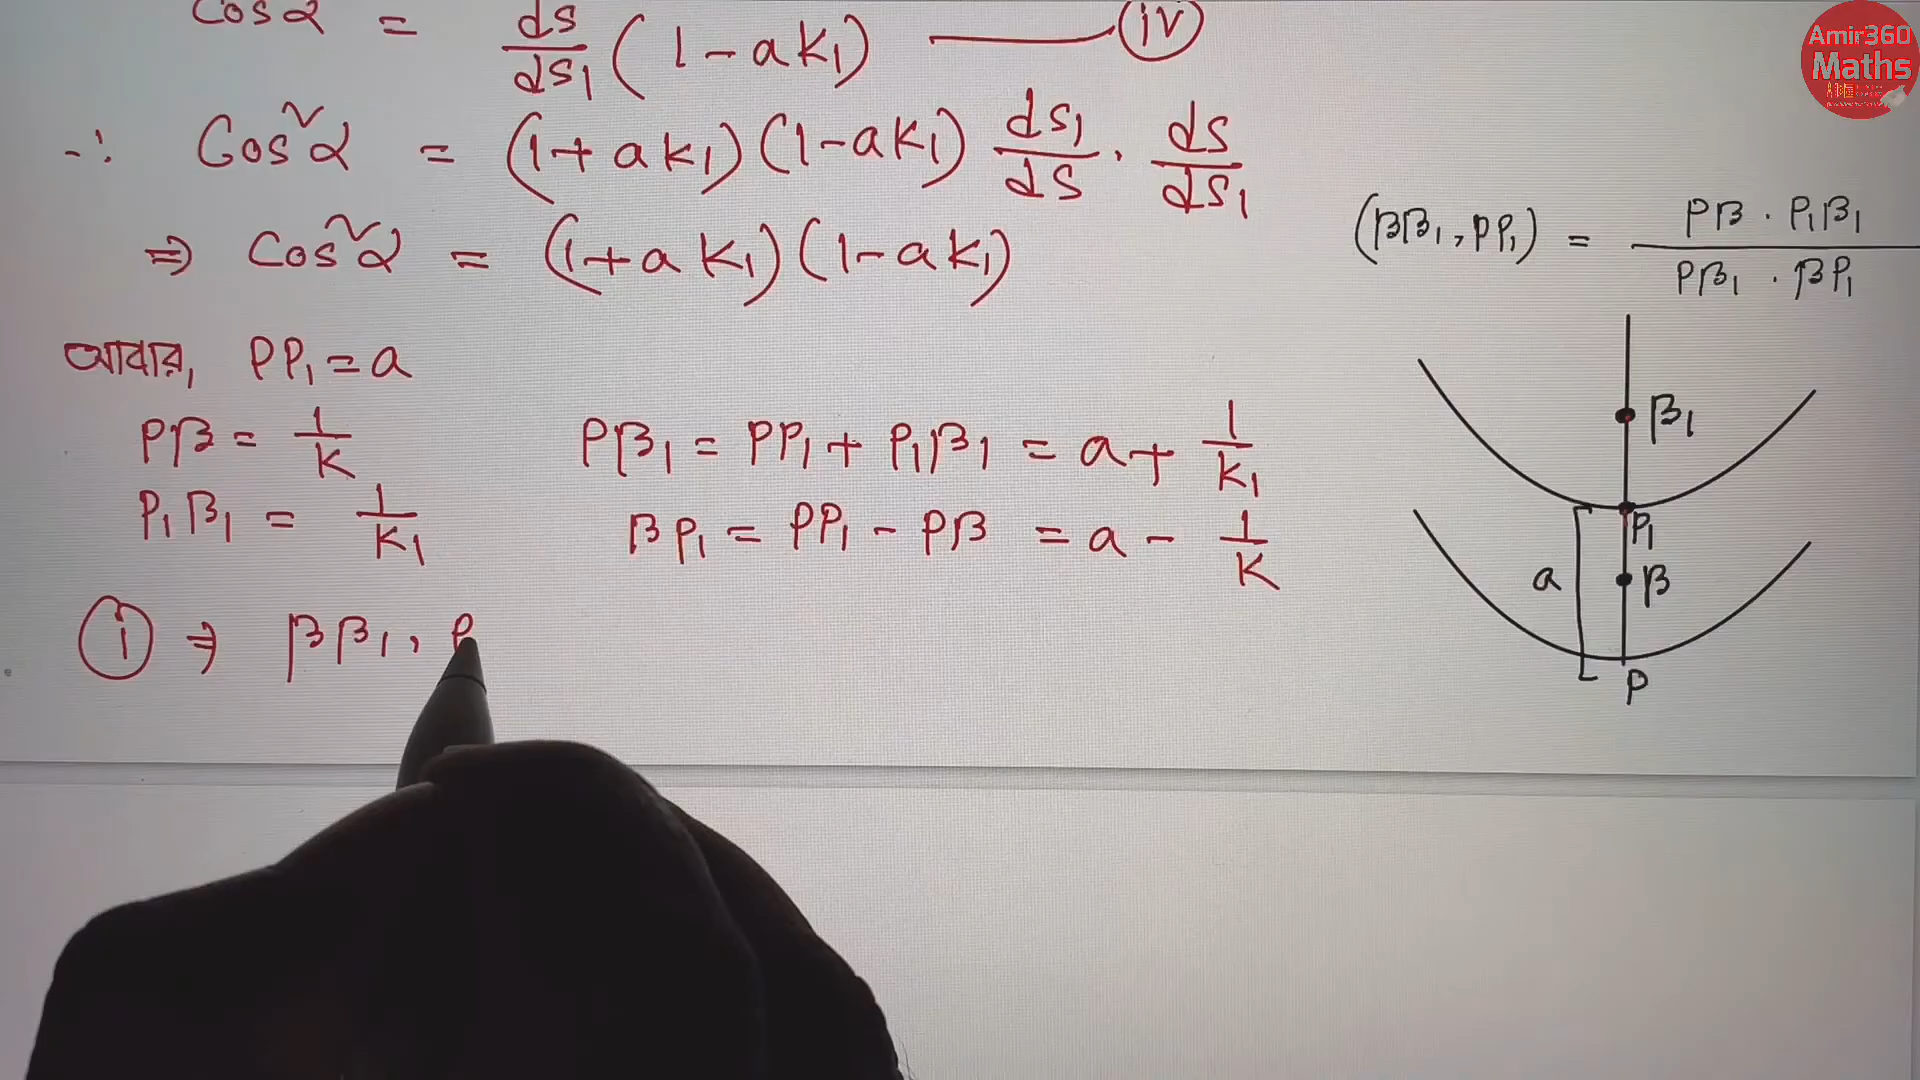 Cos α = ds/ds₁ (1 - ak₁) —— (iv)
∴ Cos²α = (1 + ak₁)(1 - ak₁) ds₁/ds . ds/ds₁
⇒ Cos²α = (1 + ak₁)(1 - ak₁)
আবার, PP₁ = a
Pβ = 1/k
Pβ₁ = PP₁ + P₁β₁ = a + 1/k₁
P₁β₁ = 1/k₁
βP₁ = PP₁ - Pβ = a - 1/k
(i) ⇒ ββ₁, P
(ββ₁, PP₁) = Pβ . P₁β₁ / Pβ₁ . βP₁
β₁
P₁
a
β
P
Amir360
Maths